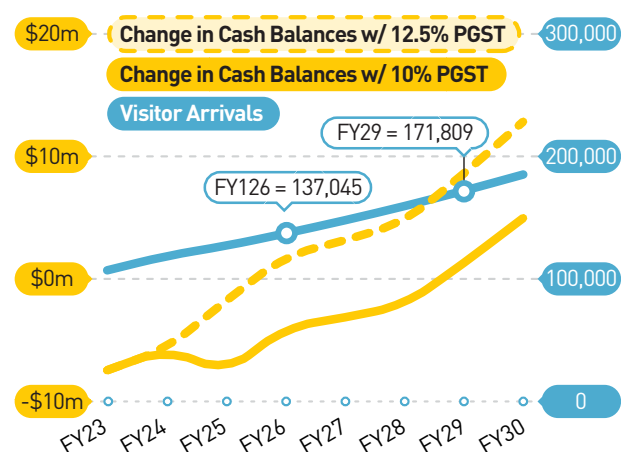 $20m
Change in Cash Balances w/ 12.5% PGST
300,000
Change in Cash Balances w/ 10% PGST
Visitor Arrivals
FY29 = 171,809
$10m
200,000
FY126 = 137,045
$0m
100,000
-$10m
0
FY23
FY24
FY25
FY26
FY27
FY28
FY29
FY30